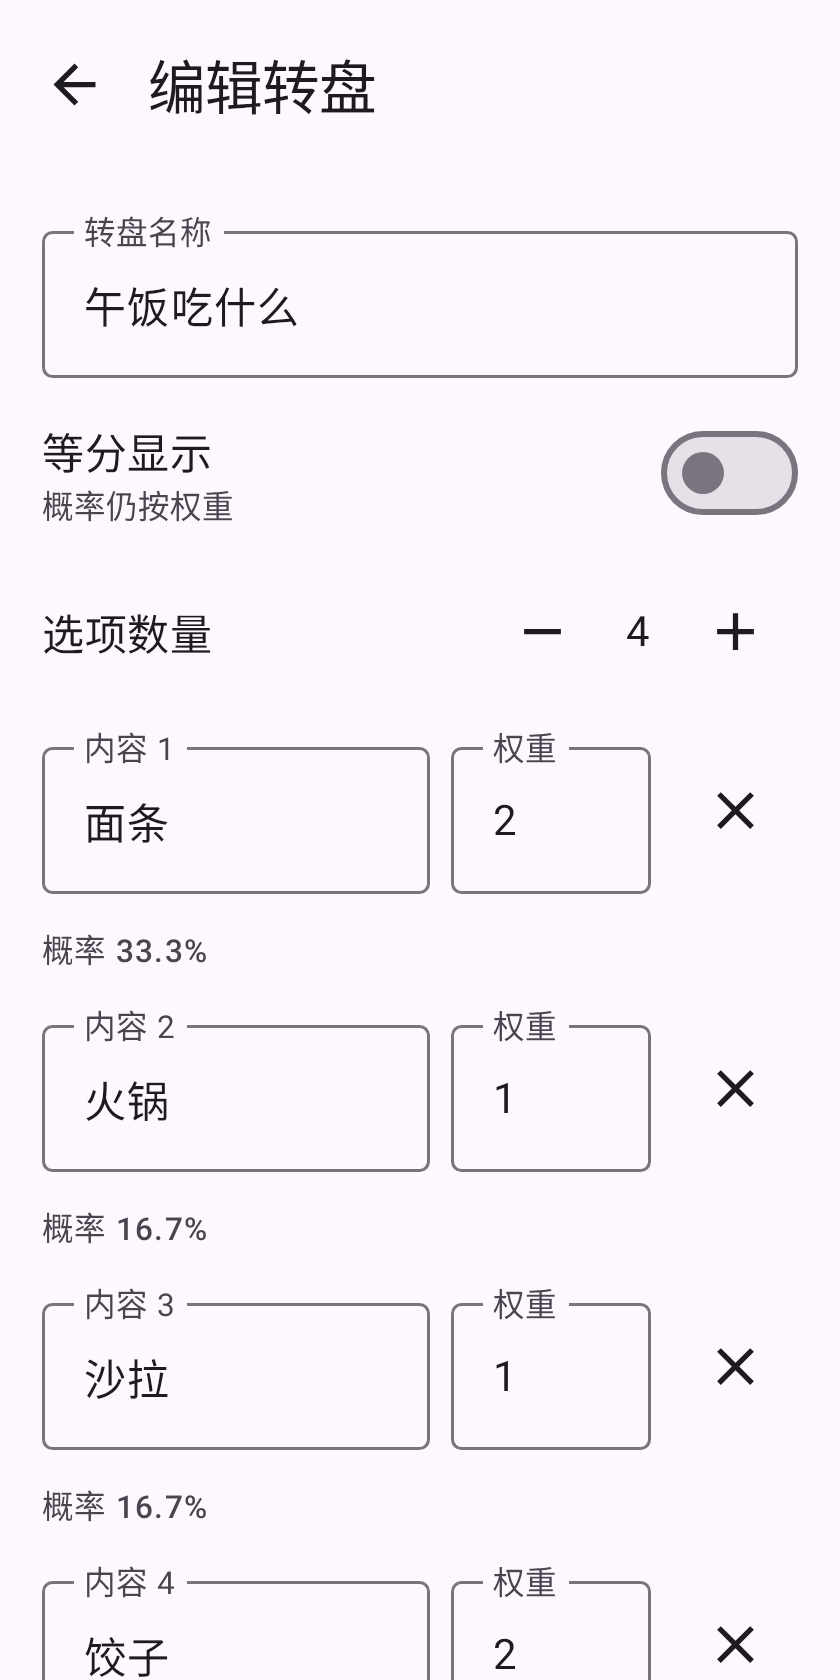 编辑转盘
转盘名称
午饭吃什么
等分显示
概率仍按权重
选项数量 4
内容 1 权重
面条 2
概率 33.3%
内容 2 权重
火锅 1
概率 16.7%
内容 3 权重
沙拉 1
概率 16.7%
内容 4 权重
饺子 2